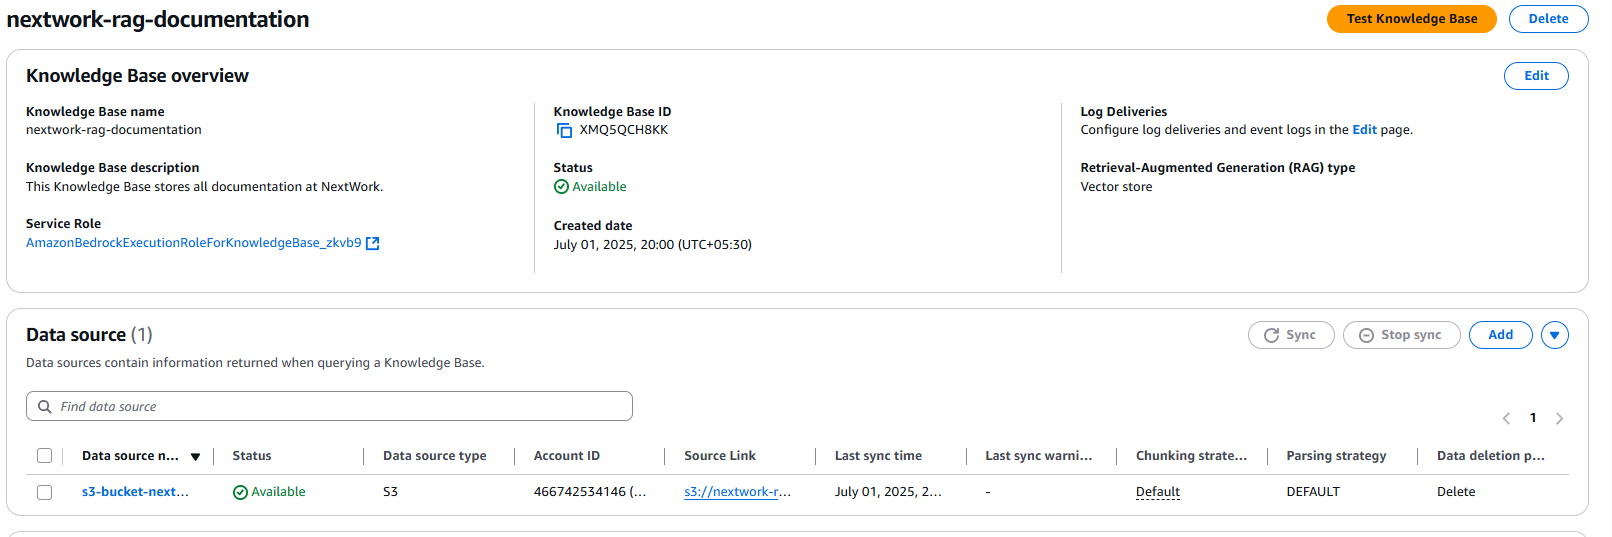 nextwork-rag-documentation
Test Knowledge Base
Delete
Knowledge Base overview
Edit
Knowledge Base name
nextwork-rag-documentation
Knowledge Base description
This Knowledge Base stores all documentation at NextWork.
Service Role
AmazonBedrockExecutionRoleForKnowledgeBase_zkvb9
Knowledge Base ID
XMQ5QCH8KK
Status
Available
Created date
July 01, 2025, 20:00 (UTC+05:30)
Log Deliveries
Configure log deliveries and event logs in the Edit page.
Retrieval-Augmented Generation (RAG) type
Vector store
Data source (1)
Sync
Stop sync
Add
Data sources contain information returned when querying a Knowledge Base.
Find data source
1
Data source n... Status Data source type Account ID Source Link Last sync time Last sync warni... Chunking strate... Parsing strategy Data deletion p...
s3-bucket-next... Available S3 466742534146 (... s3://nextwork-r... July 01, 2025, 2... - Default DEFAULT Delete